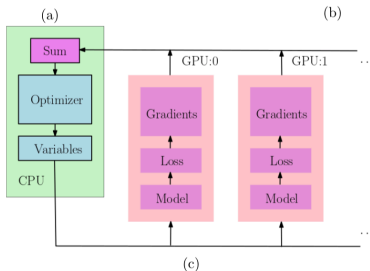 (a)
(b)
Sum
GPU:0
GPU:1
. .
Optimizer
Gradients
Gradients
Variables
Loss
Loss
CPU
Model
Model
. .
(c)